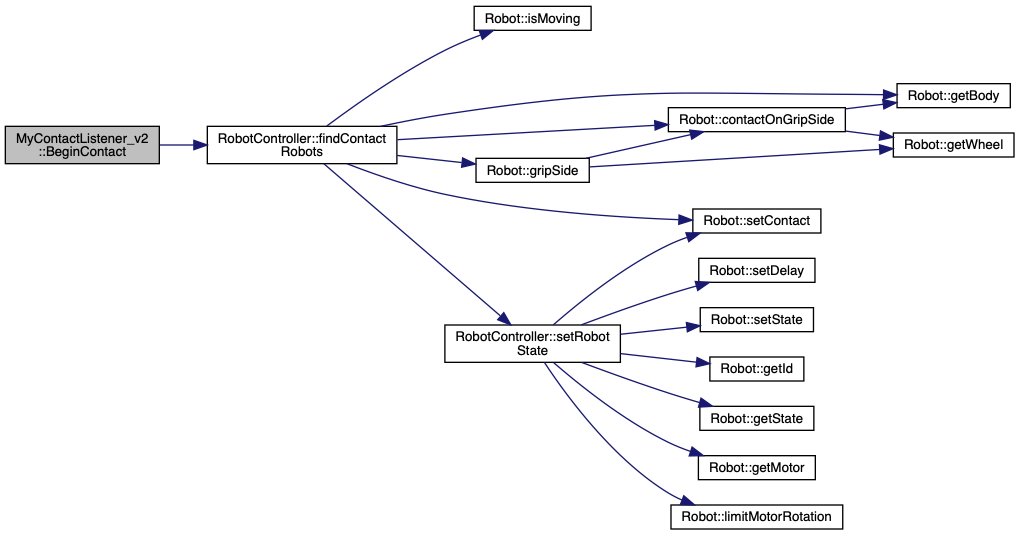 Robot::isMoving
Robot::getBody
Robot::contactOnGripSide
MyContactListener_v2
::BeginContact
RobotController::findContact
Robots
Robot::getWheel
Robot::gripSide
Robot::setContact
Robot::setDelay
Robot::setState
RobotController::setRobot
State
Robot::getId
Robot::getState
Robot::getMotor
Robot::limitMotorRotation